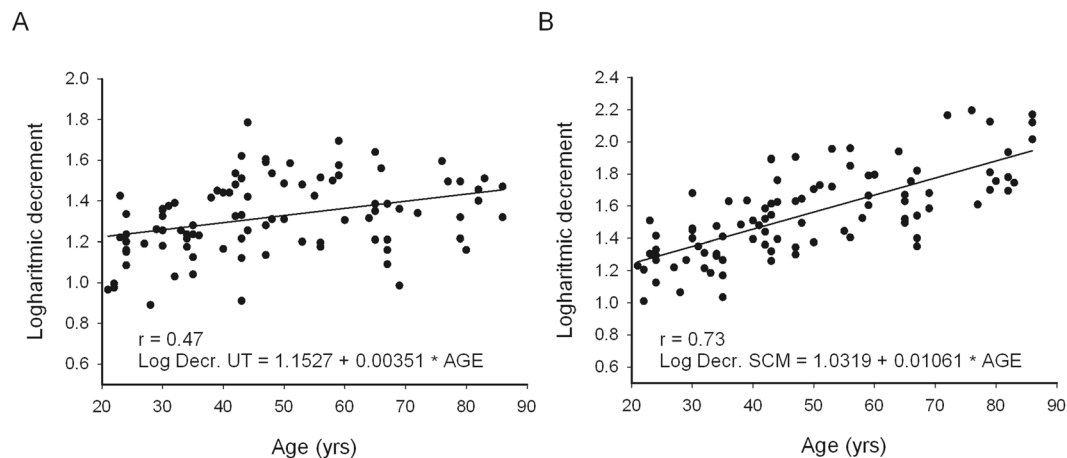 A
2.0
1.8
1.6
1.4
1.2
1.0
0.8
0.6
Logharitmic decrement
r = 0.47
Log Decr. UT = 1.1527 + 0.00351 * AGE
20 30 40 50 60 70 80 90
Age (yrs)
B
2.4
2.2
2.0
1.8
1.6
1.4
1.2
1.0
0.8
0.6
Logharitmic decrement
r = 0.73
Log Decr. SCM = 1.0319 + 0.01061 * AGE
20 30 40 50 60 70 80 90
Age (yrs)